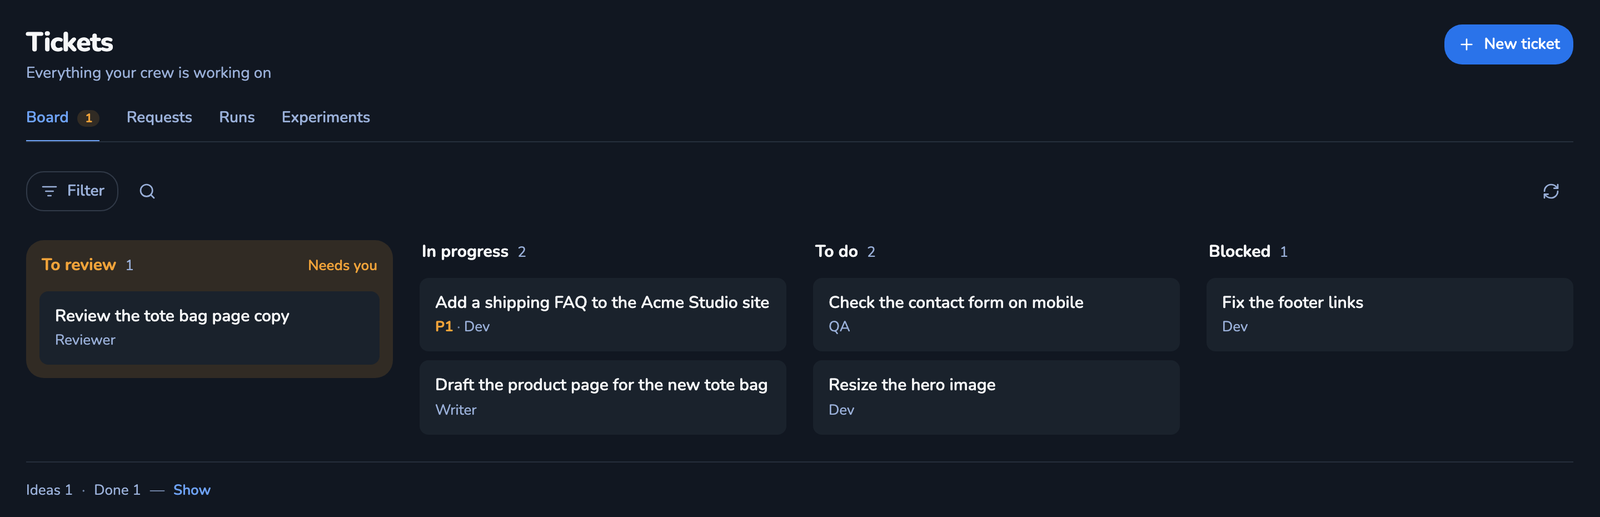 Tickets
+ New ticket
Everything your crew is working on
Board 1 Requests Runs Experiments
Filter
To review 1 Needs you
Review the tote bag page copy
Reviewer
In progress 2
Add a shipping FAQ to the Acme Studio site
P1 · Dev
Draft the product page for the new tote bag
Writer
To do 2
Check the contact form on mobile
QA
Resize the hero image
Dev
Blocked 1
Fix the footer links
Dev
Ideas 1 · Done 1 — Show